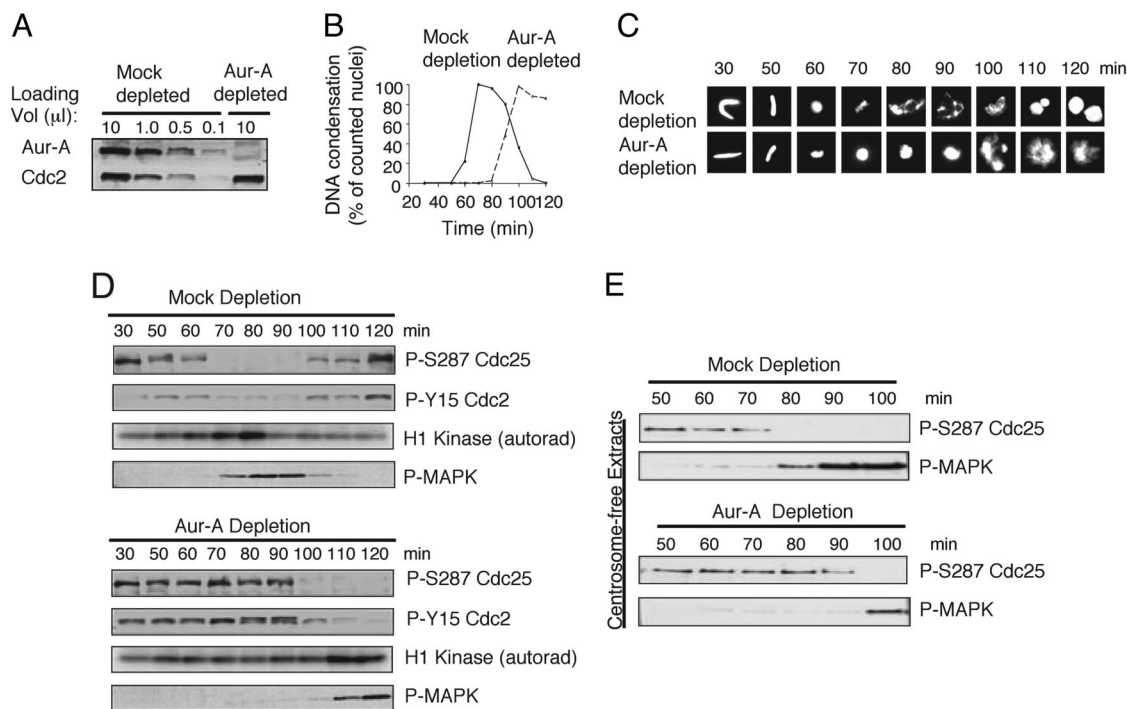 A
Mock depleted
Aur-A depleted
Loading Vol (μl):
10 1.0 0.5 0.1 10
Aur-A
Cdc2
B
Mock depletion
Aur-A depleted
DNA condensation
(% of counted nuclei)
100
80
60
40
20
0
20 40 60 80 100 120
Time (min)
C
30 50 60 70 80 90 100 110 120 min
Mock depletion
Aur-A depletion
D
Mock Depletion
30 50 60 70 80 90 100 110 120 min
P-S287 Cdc25
P-Y15 Cdc2
H1 Kinase (autorad)
P-MAPK
Aur-A Depletion
30 50 60 70 80 90 100 110 120 min
P-S287 Cdc25
P-Y15 Cdc2
H1 Kinase (autorad)
P-MAPK
E
Centrosome-free Extracts
Mock Depletion
50 60 70 80 90 100 min
P-S287 Cdc25
P-MAPK
Aur-A Depletion
50 60 70 80 90 100 min
P-S287 Cdc25
P-MAPK